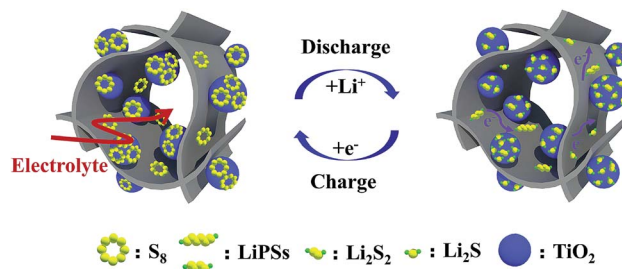 Discharge
+Li⁺
+e⁻
Charge
Electrolyte
e⁻
e⁻
e⁻
: S₈ : LiPSs : Li₂S₂ : Li₂S : TiO₂